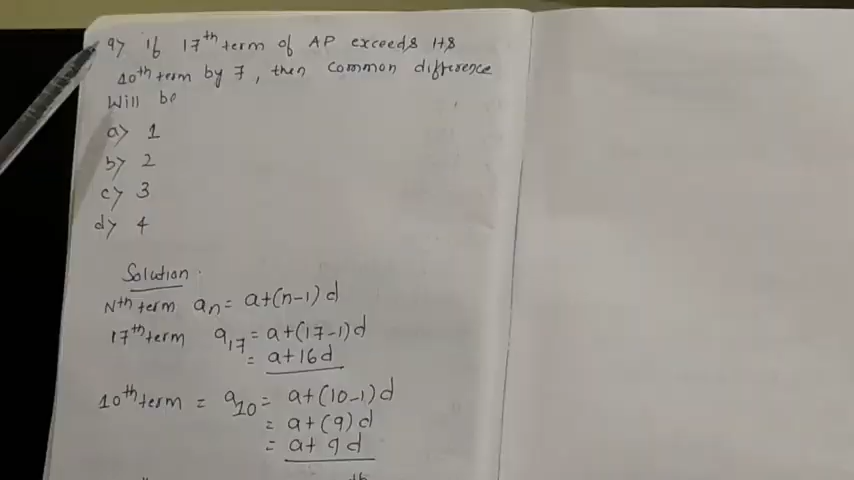 9> If 17th term of AP exceeds its
10th term by 7, then common difference
Will be
a> 1
b> 2
c> 3
d> 4
Solution.
Nth term an = a+(n-1)d
17th term a17 = a+(17-1)d
= a+16d
10th term = a10 = a+(10-1)d
= a+(9)d
= a+9d